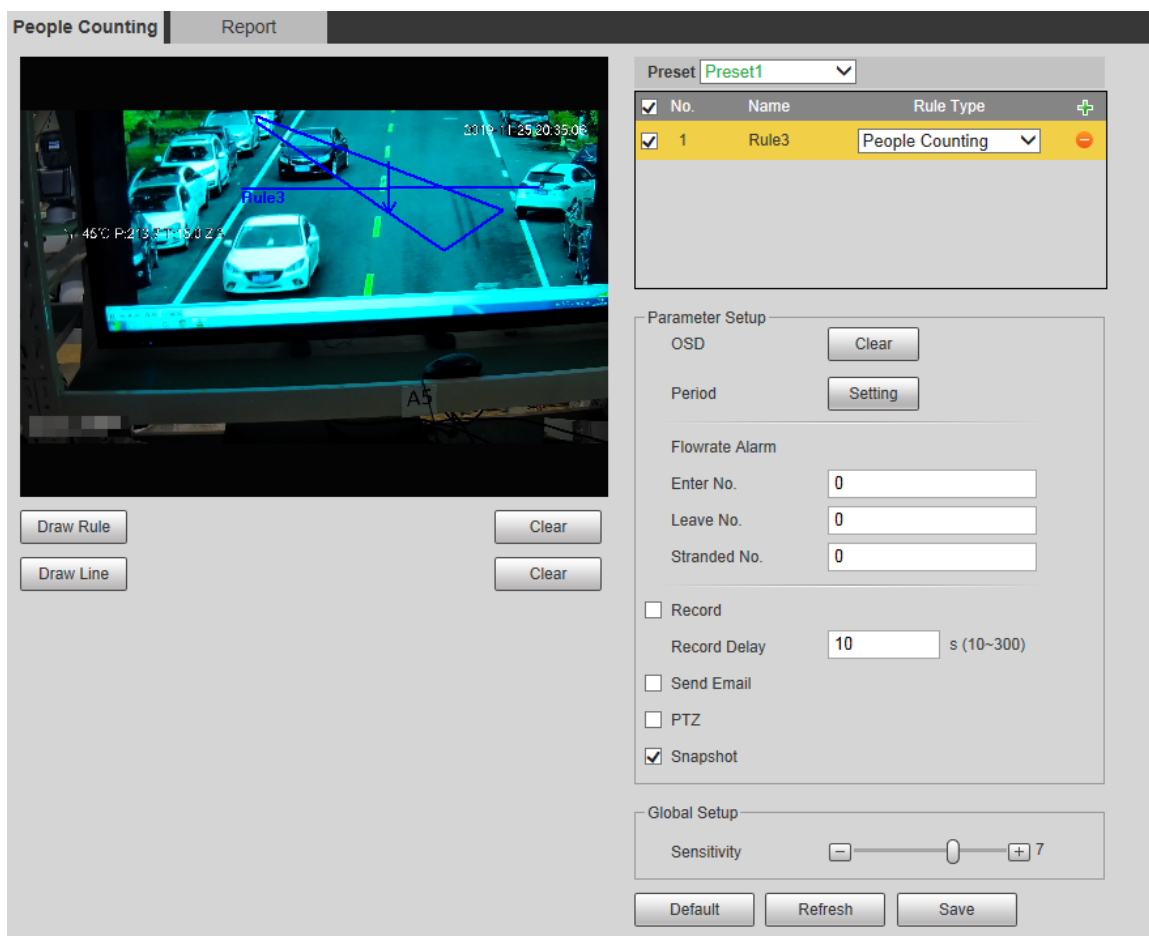 People Counting Report
Preset Preset1
No. Name Rule Type
1 Rule3 People Counting
2019-11-25 20:35:06
Rule3
A5
Draw Rule Clear
Draw Line Clear
Parameter Setup
OSD Clear
Period Setting
Flowrate Alarm
Enter No. 0
Leave No. 0
Stranded No. 0
Record
Record Delay 10 s (10~300)
Send Email
PTZ
Snapshot
Global Setup
Sensitivity 7
Default Refresh Save